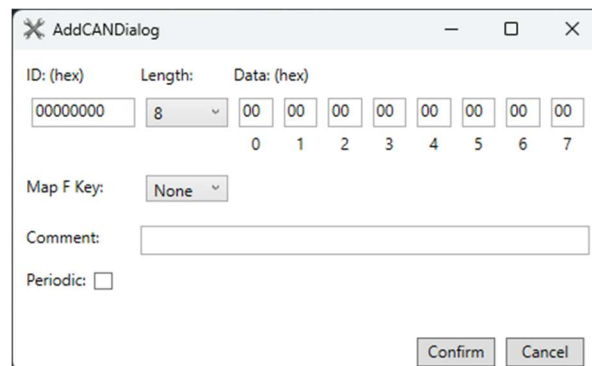 AddCANDialog
ID: (hex) Length: Data: (hex)
00000000 8 00 00 00 00 00 00 00 00
0 1 2 3 4 5 6 7
Map F Key: None
Comment:
Periodic:
Confirm Cancel